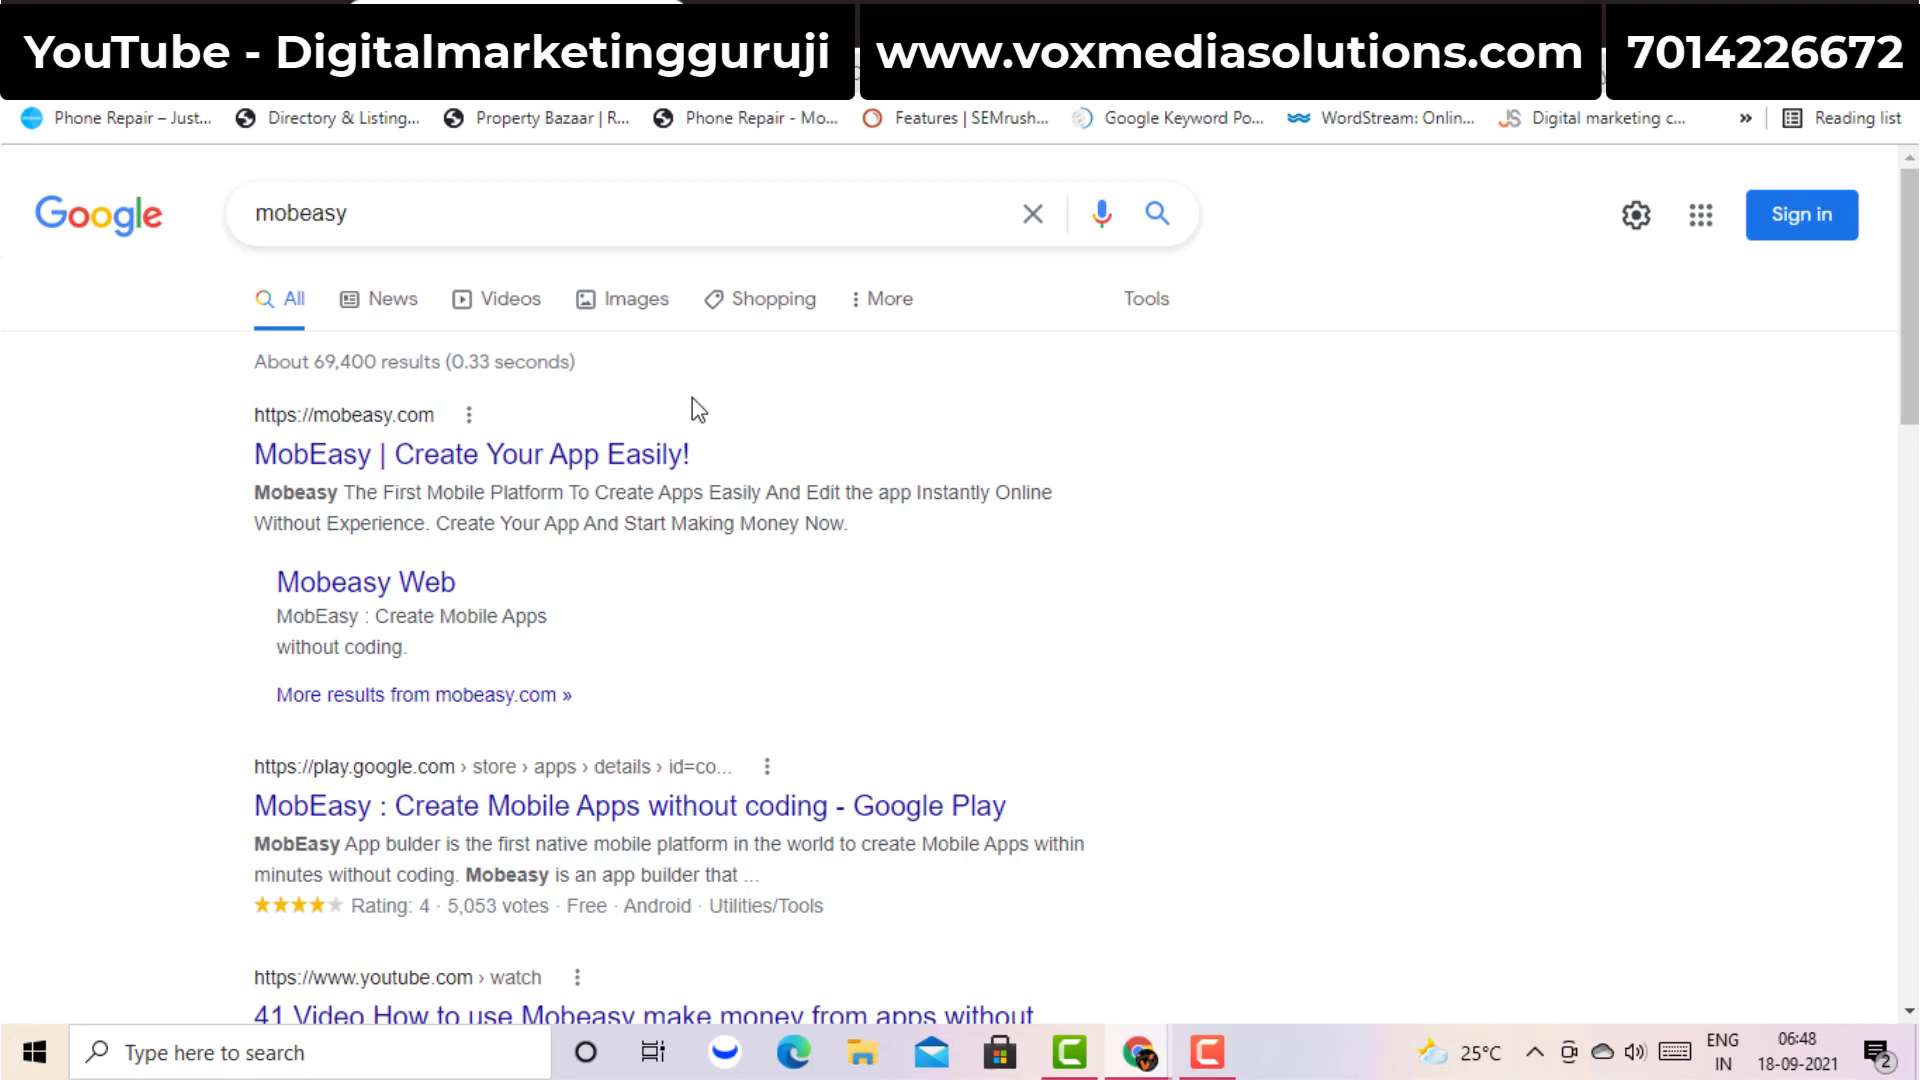 YouTube - Digitalmarketingguruji www.voxmediasolutions.com 7014226672
Phone Repair – Just... Directory & Listing... Property Bazaar | R... Phone Repair - Mo... Features | SEMrush... Google Keyword Po... WordStream: Onlin... Digital marketing c... » Reading list
Google mobeasy Sign in
All News Videos Images Shopping More Tools
About 69,400 results (0.33 seconds)
https://mobeasy.com
MobEasy | Create Your App Easily!
Mobeasy The First Mobile Platform To Create Apps Easily And Edit the app Instantly Online
Without Experience. Create Your App And Start Making Money Now.
Mobeasy Web
MobEasy : Create Mobile Apps
without coding.
More results from mobeasy.com »
https://play.google.com › store › apps › details › id=co...
MobEasy : Create Mobile Apps without coding - Google Play
MobEasy App bulder is the first native mobile platform in the world to create Mobile Apps within
minutes without coding. Mobeasy is an app builder that ...
Rating: 4 · 5,053 votes · Free · Android · Utilities/Tools
https://www.youtube.com › watch
41 Video How to use Mobeasy make money from apps without
Type here to search 25°C ENG 06:48
IN 18-09-2021 2